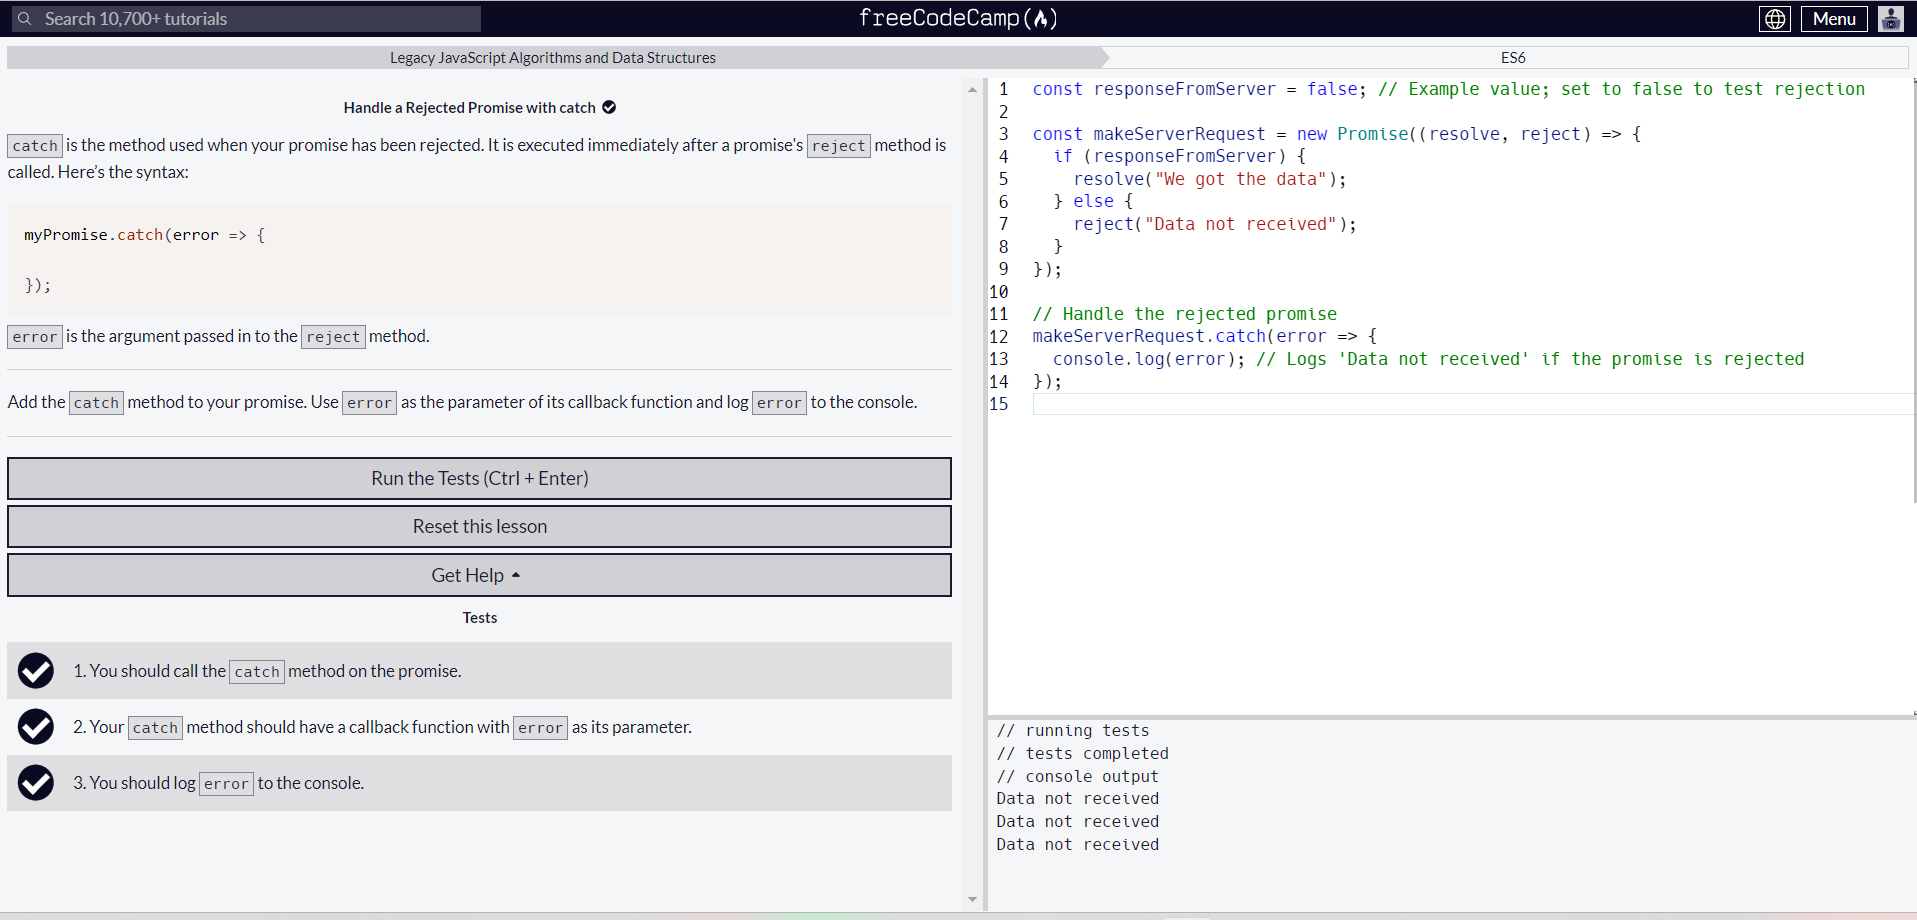 Search 10,700+ tutorials
freeCodeCamp
Menu
Legacy JavaScript Algorithms and Data Structures
ES6
Handle a Rejected Promise with catch
catch is the method used when your promise has been rejected. It is executed immediately after a promise's reject method is
called. Here’s the syntax:
myPromise.catch(error => {
});
error is the argument passed in to the reject method.
Add the catch method to your promise. Use error as the parameter of its callback function and log error to the console.
Run the Tests (Ctrl + Enter)
Reset this lesson
Get Help
Tests
1. You should call the catch method on the promise.
2. Your catch method should have a callback function with error as its parameter.
3. You should log error to the console.
1 const responseFromServer = false; // Example value; set to false to test rejection
2
3 const makeServerRequest = new Promise((resolve, reject) => {
4 if (responseFromServer) {
5 resolve("We got the data");
6 } else {
7 reject("Data not received");
8 }
9 });
10
11 // Handle the rejected promise
12 makeServerRequest.catch(error => {
13 console.log(error); // Logs 'Data not received' if the promise is rejected
14 });
15
// running tests
// tests completed
// console output
Data not received
Data not received
Data not received